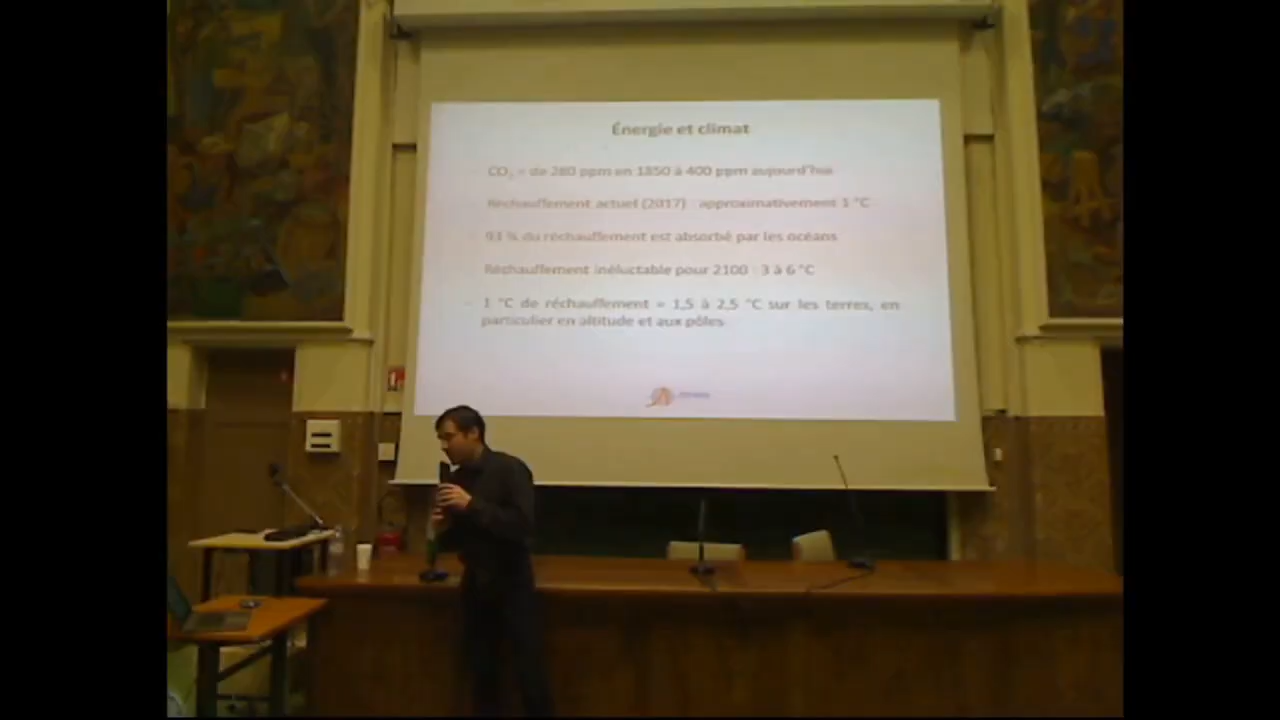 Énergie et climat
CO₂ = de 280 ppm en 1850 à 400 ppm aujourd'hui
Réchauffement actuel (2017) : approximativement 1 °C
93 % du réchauffement est absorbé par les océans
Réchauffement inéluctable pour 2100 : 3 à 6 °C
1 °C de réchauffement = 1,5 à 2,5 °C sur les terres, en
particulier en altitude et aux pôles